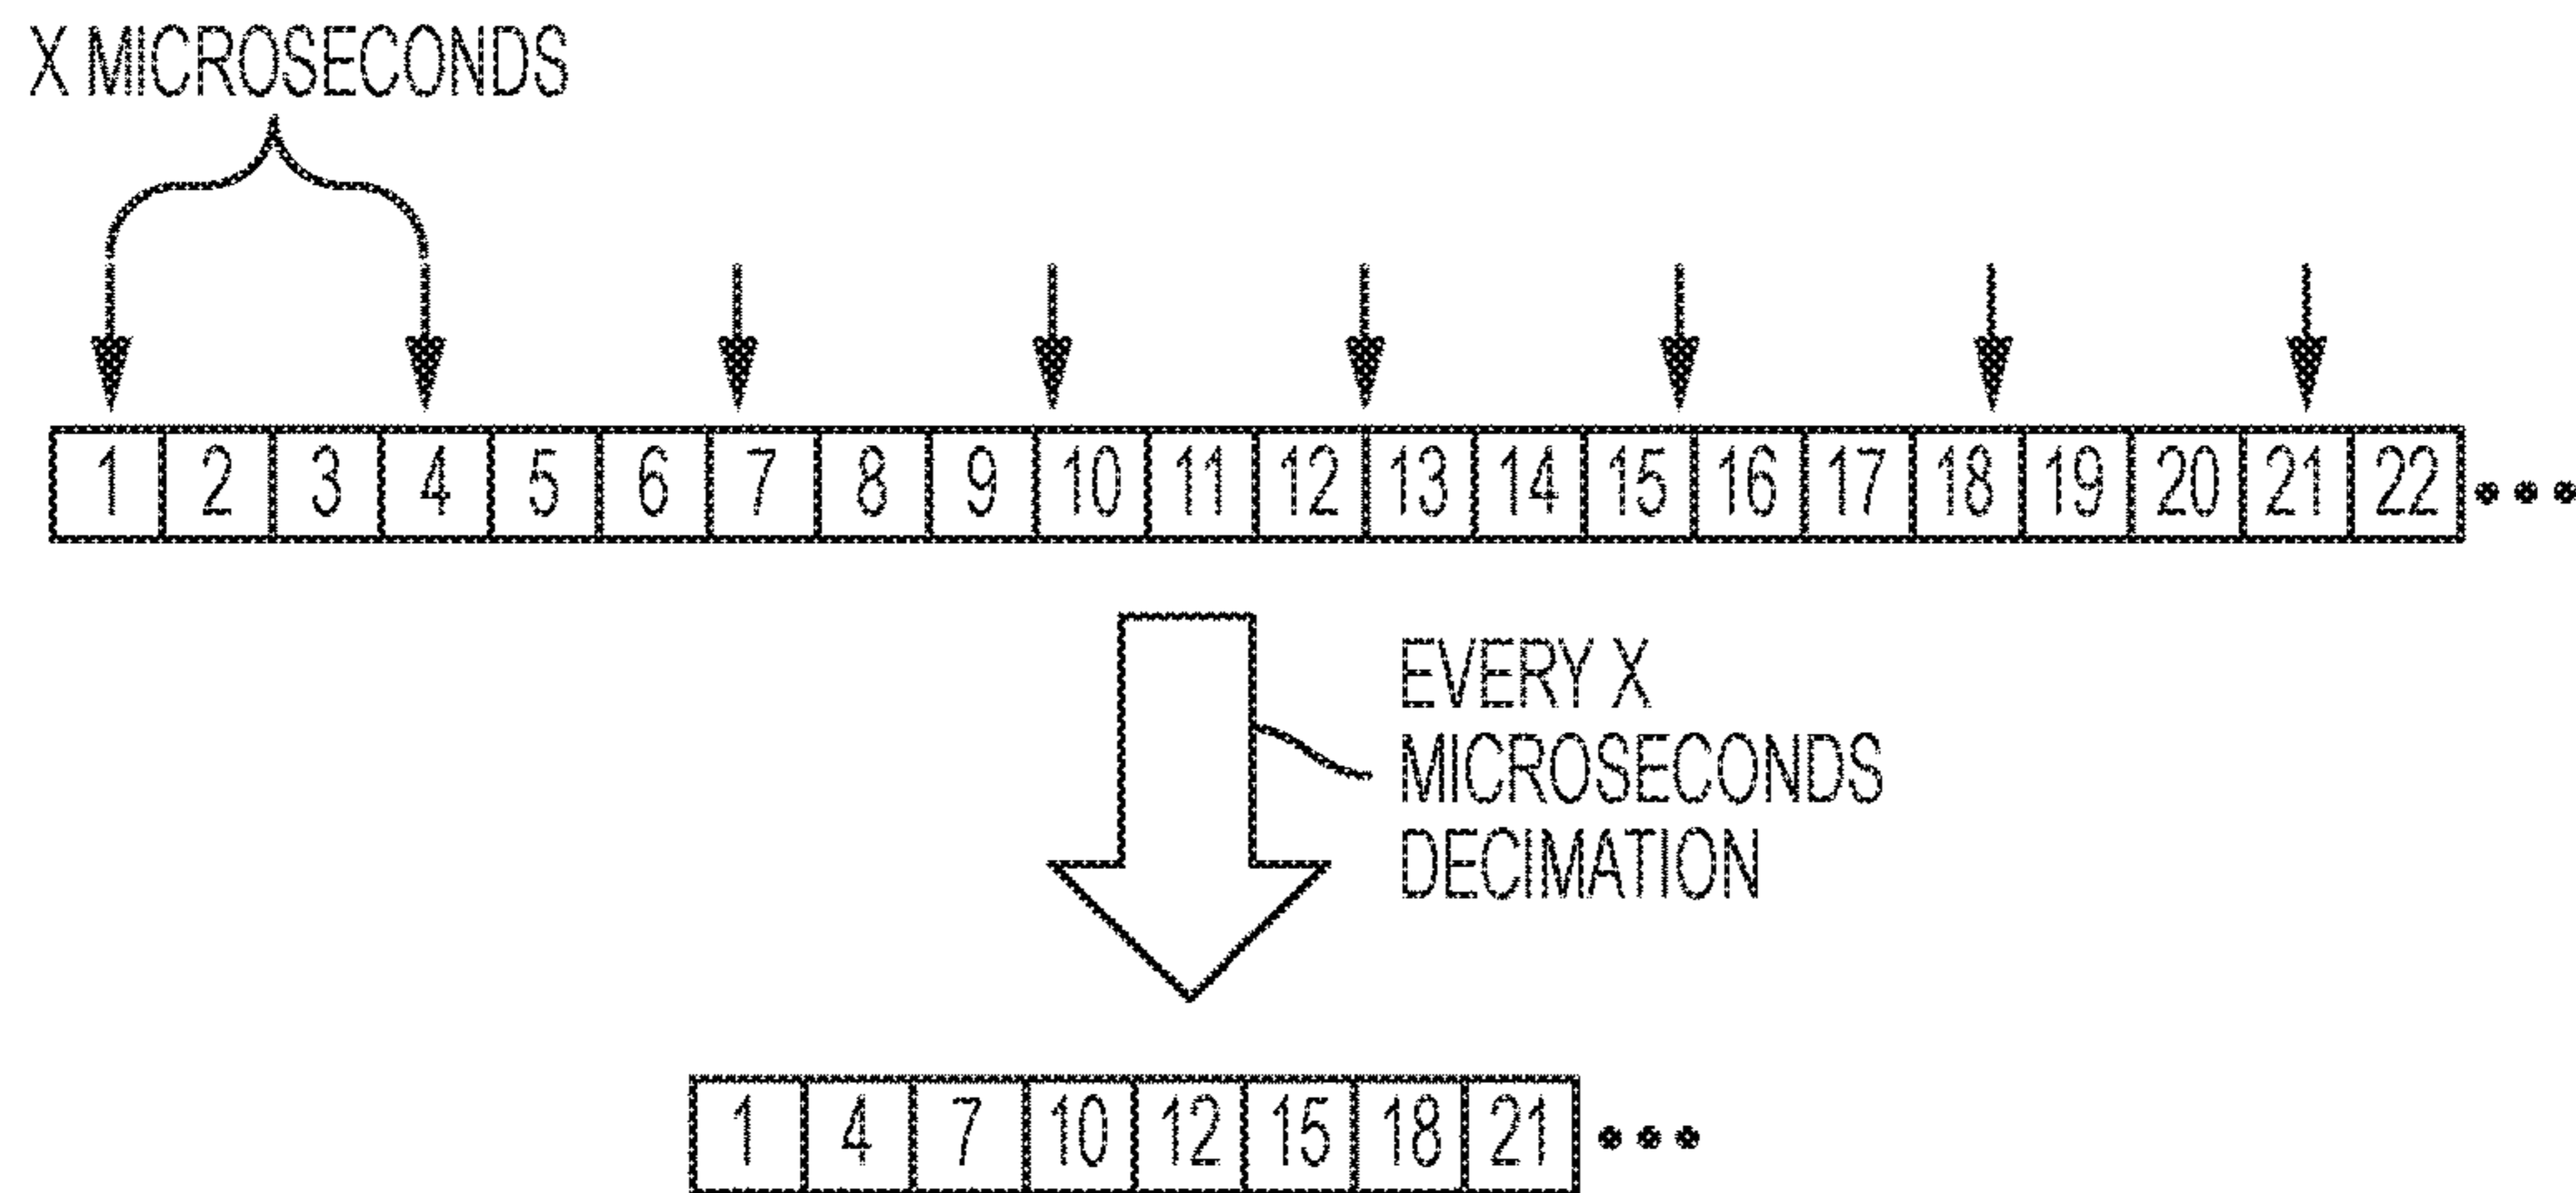 X MICROSECONDS
1 2 3 4 5 6 7 8 9 10 11 12 13 14 15 16 17 18 19 20 21 22 •••
EVERY X
MICROSECONDS
DECIMATION
1 4 7 10 12 15 18 21 •••